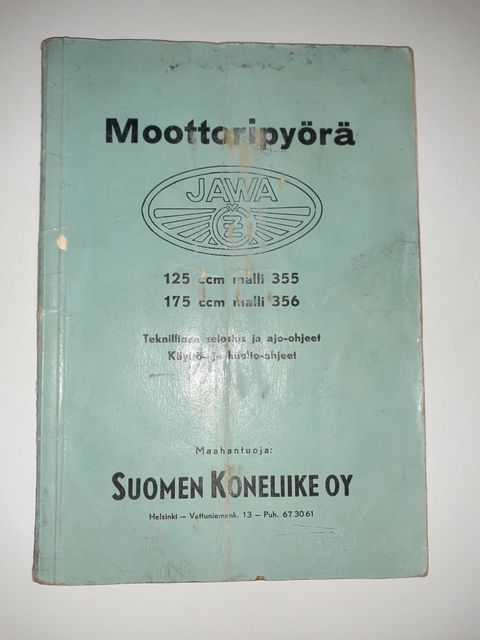 Moottoripyörä
JAWA
ČZ
125 ccm malli 355
175 ccm malli 356
Teknillinen selostus ja ajo-ohjeet
Käyttö- ja huolto-ohjeet
Maahantuoja:
SUOMEN KONELIIKE OY
Helsinki – Vattuniemenk. 13 – Puh. 67 30 61